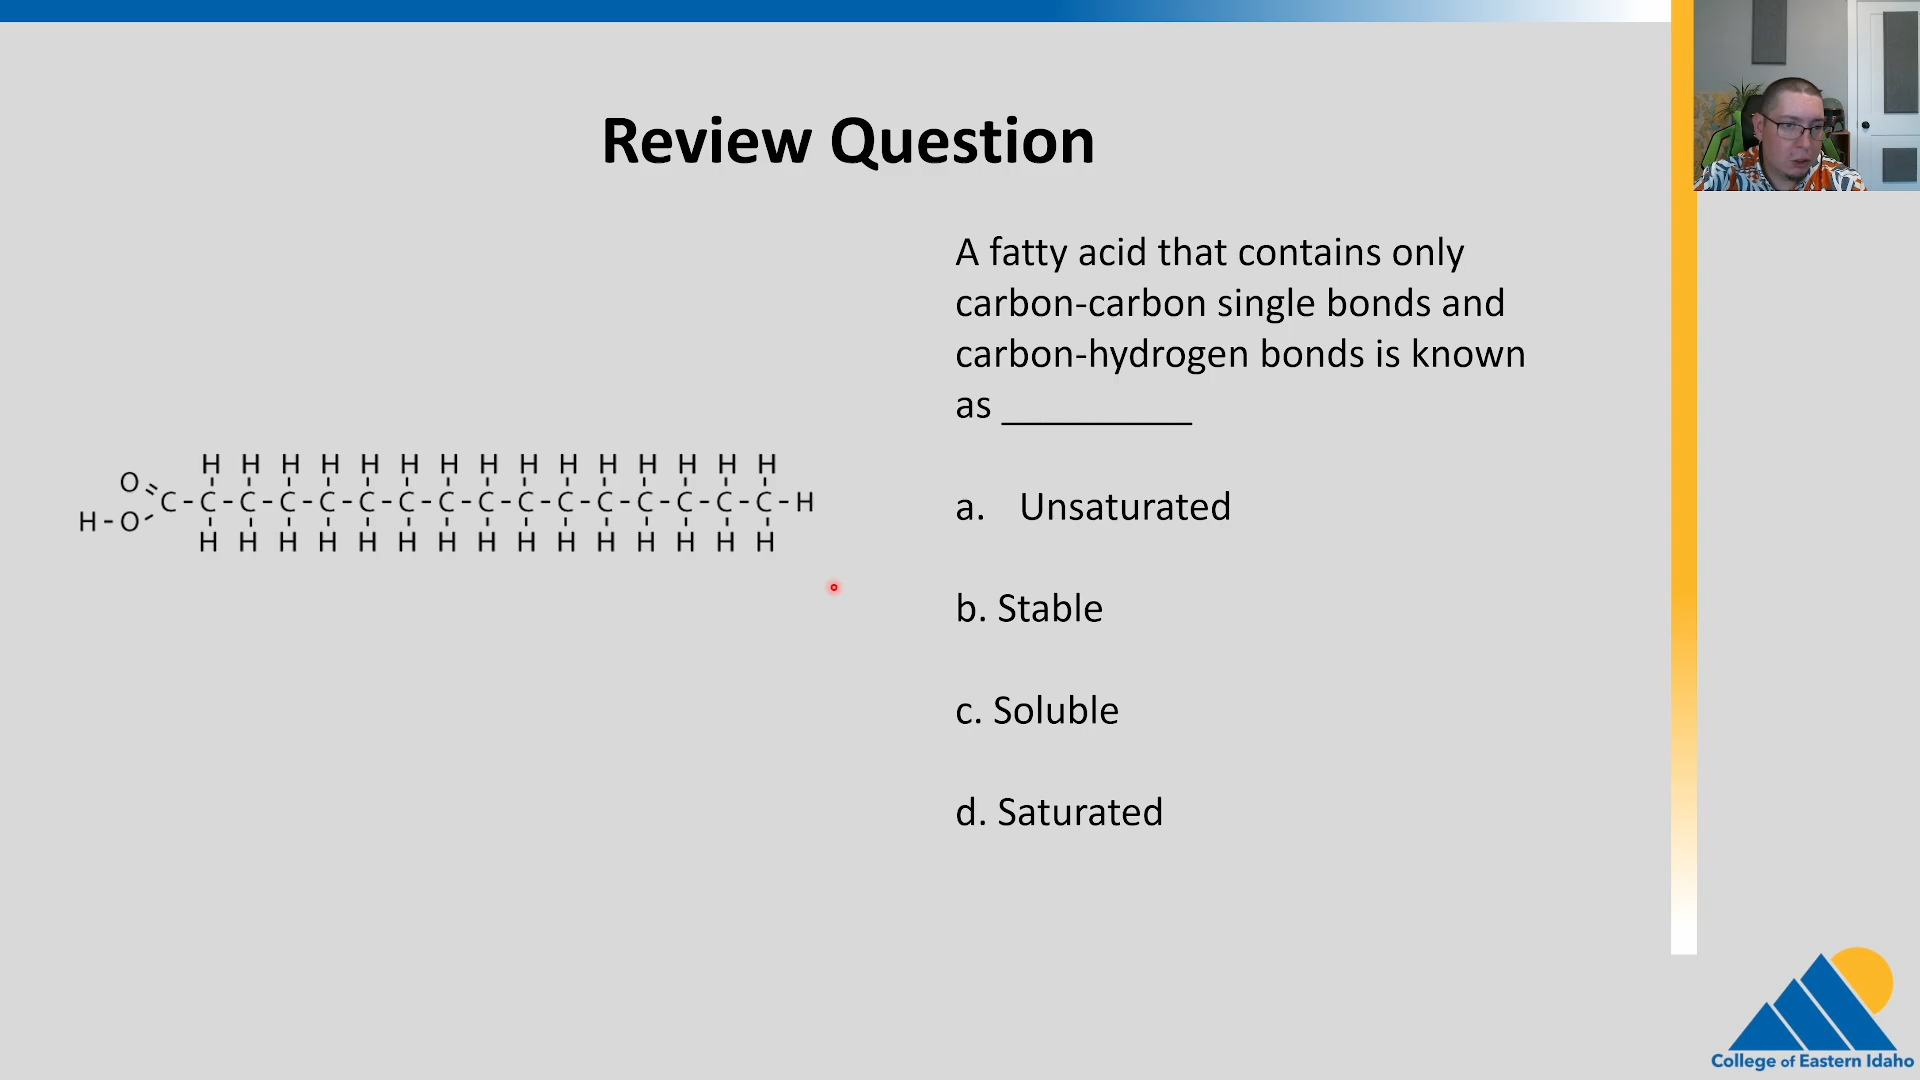 Review Question
A fatty acid that contains only
carbon-carbon single bonds and
carbon-hydrogen bonds is known
as __________
a. Unsaturated
b. Stable
c. Soluble
d. Saturated
H H H H H H H H H H H H H H H
O
C-C-C-C-C-C-C-C-C-C-C-C-C-C-C-C-H
H-O
H H H H H H H H H H H H H H H
College of Eastern Idaho